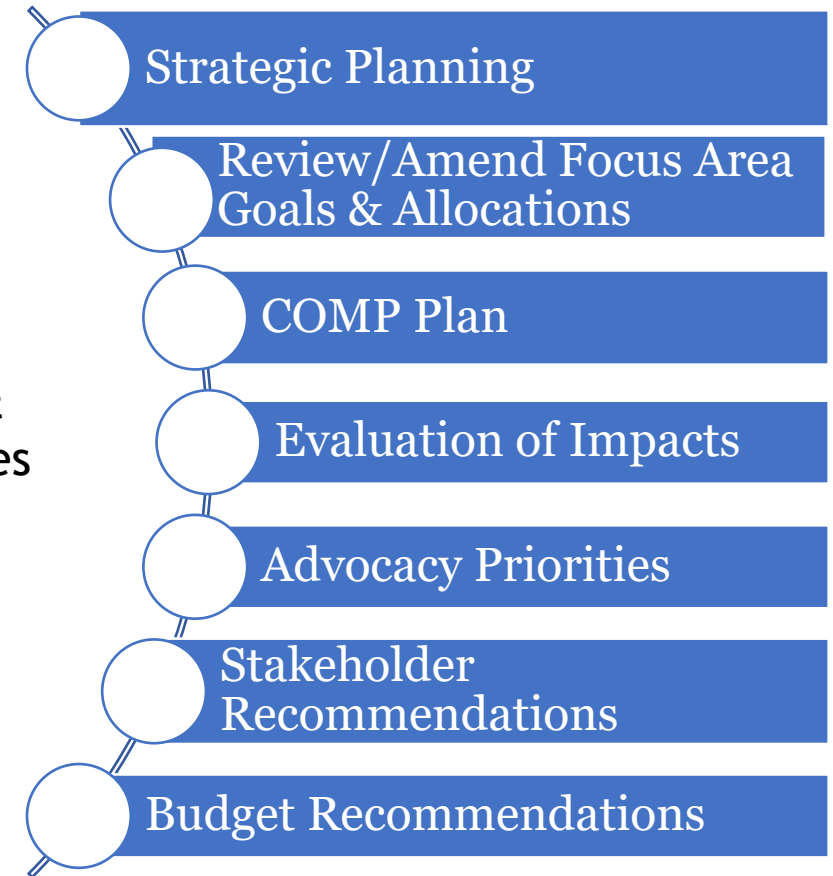 Strategic Planning
Review/Amend Focus Area
Goals & Allocations
COMP Plan
Evaluation of Impacts
es
Advocacy Priorities
Stakeholder
Recommendations
Budget Recommendations